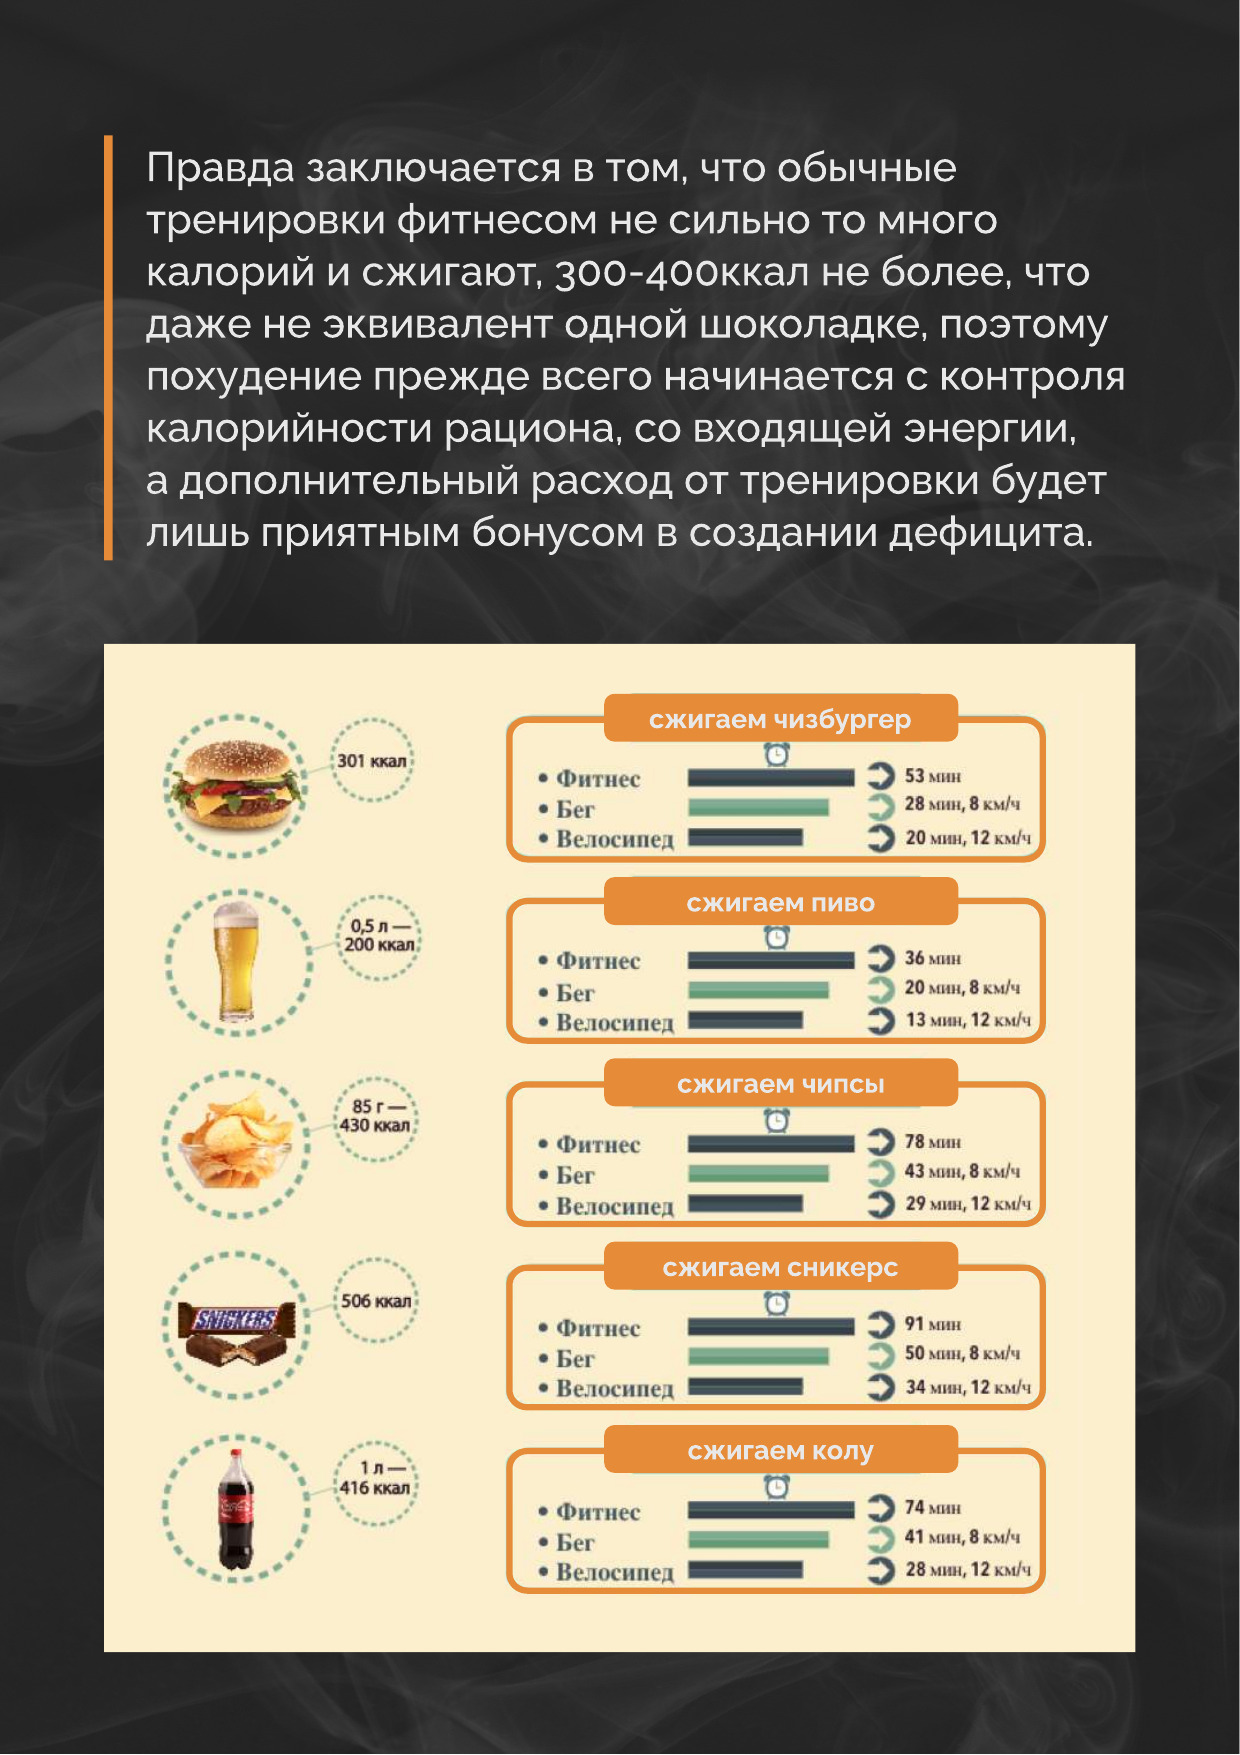 Правда заключается в том, что обычные
тренировки фитнесом не сильно то много
калорий и сжигают, 300-400ккал не более, что
даже не эквивалент одной шоколадке, поэтому
похудение прежде всего начинается с контроля
калорийности рациона, со входящей энергии,
а дополнительный расход от тренировки будет
лишь приятным бонусом в создании дефицита.
301 ккал
сжигаем чизбургер
• Фитнес 53 мин
• Бег 28 мин, 8 км/ч
• Велосипед 20 мин, 12 км/ч
0,5 л —
200 ккал
сжигаем пиво
• Фитнес 36 мин
• Бег 20 мин, 8 км/ч
• Велосипед 13 мин, 12 км/ч
85 г —
430 ккал
сжигаем чипсы
• Фитнес 78 мин
• Бег 43 мин, 8 км/ч
• Велосипед 29 мин, 12 км/ч
SNICKERS
506 ккал
сжигаем сникерс
• Фитнес 91 мин
• Бег 50 мин, 8 км/ч
• Велосипед 34 мин, 12 км/ч
1 л —
416 ккал
сжигаем колу
• Фитнес 74 мин
• Бег 41 мин, 8 км/ч
• Велосипед 28 мин, 12 км/ч